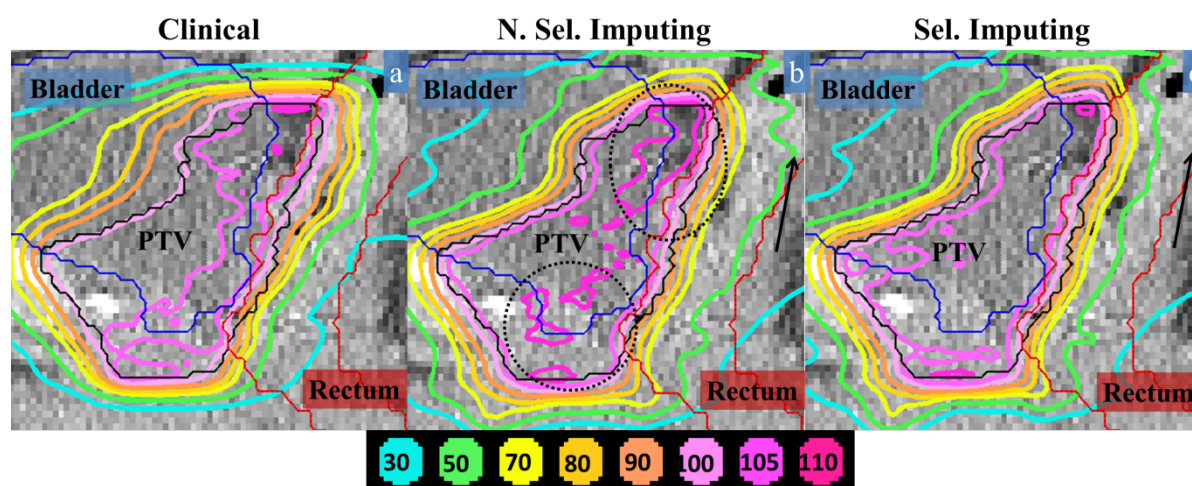 Clinical N. Sel. Imputing Sel. Imputing
Bladder a Bladder b Bladder
PTV PTV PTV
Rectum Rectum Rectum
30 50 70 80 90 100 105 110